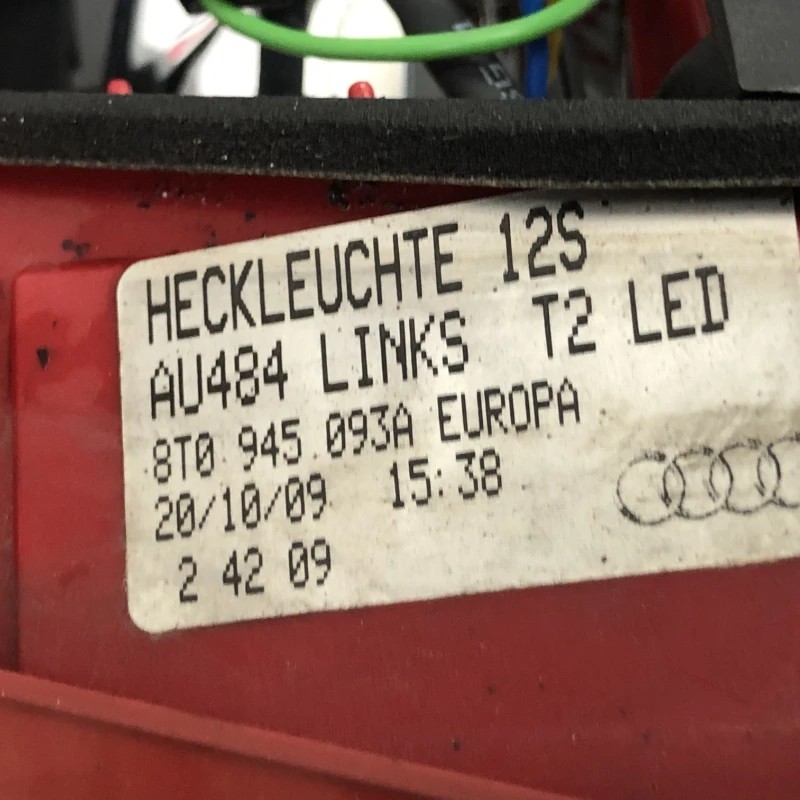 HECKLEUCHTE 12S
AU484 LINKS T2 LED
8T0 945 093A EUROPA
20/10/09 15:38
2 42 09